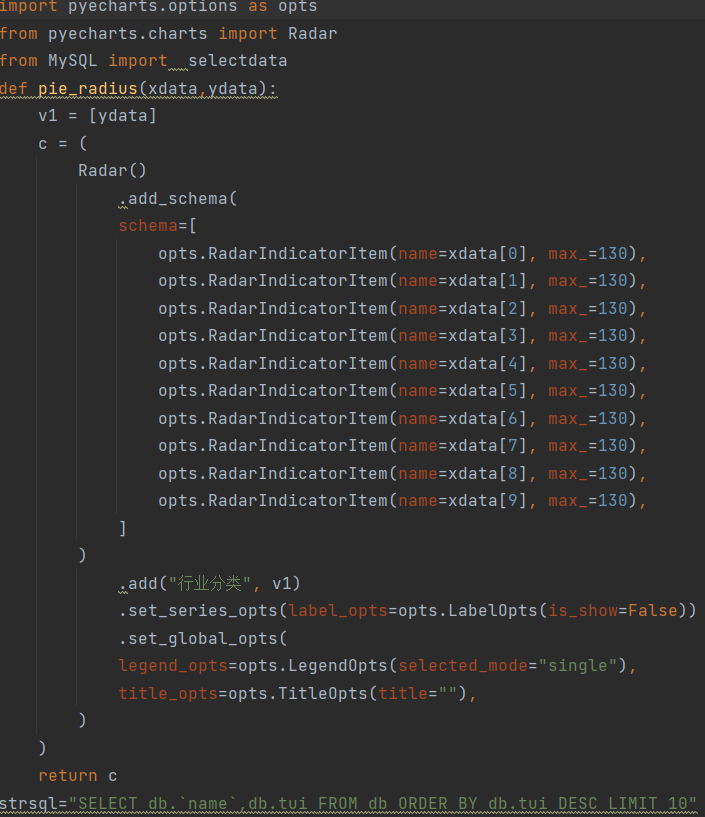 import pyecharts.options as opts
from pyecharts.charts import Radar
from MySQL import  selectdata
def pie_radius(xdata,ydata):
    v1 = [ydata]
    c = (
        Radar()
            .add_schema(
            schema=[
                opts.RadarIndicatorItem(name=xdata[0], max_=130),
                opts.RadarIndicatorItem(name=xdata[1], max_=130),
                opts.RadarIndicatorItem(name=xdata[2], max_=130),
                opts.RadarIndicatorItem(name=xdata[3], max_=130),
                opts.RadarIndicatorItem(name=xdata[4], max_=130),
                opts.RadarIndicatorItem(name=xdata[5], max_=130),
                opts.RadarIndicatorItem(name=xdata[6], max_=130),
                opts.RadarIndicatorItem(name=xdata[7], max_=130),
                opts.RadarIndicatorItem(name=xdata[8], max_=130),
                opts.RadarIndicatorItem(name=xdata[9], max_=130),
            ]
        )
            .add("行业分类", v1)
            .set_series_opts(label_opts=opts.LabelOpts(is_show=False))
            .set_global_opts(
            legend_opts=opts.LegendOpts(selected_mode="single"),
            title_opts=opts.TitleOpts(title=""),
        )
    )
    return c
strsql="SELECT db.`name`,db.tui FROM db ORDER BY db.tui DESC LIMIT 10"